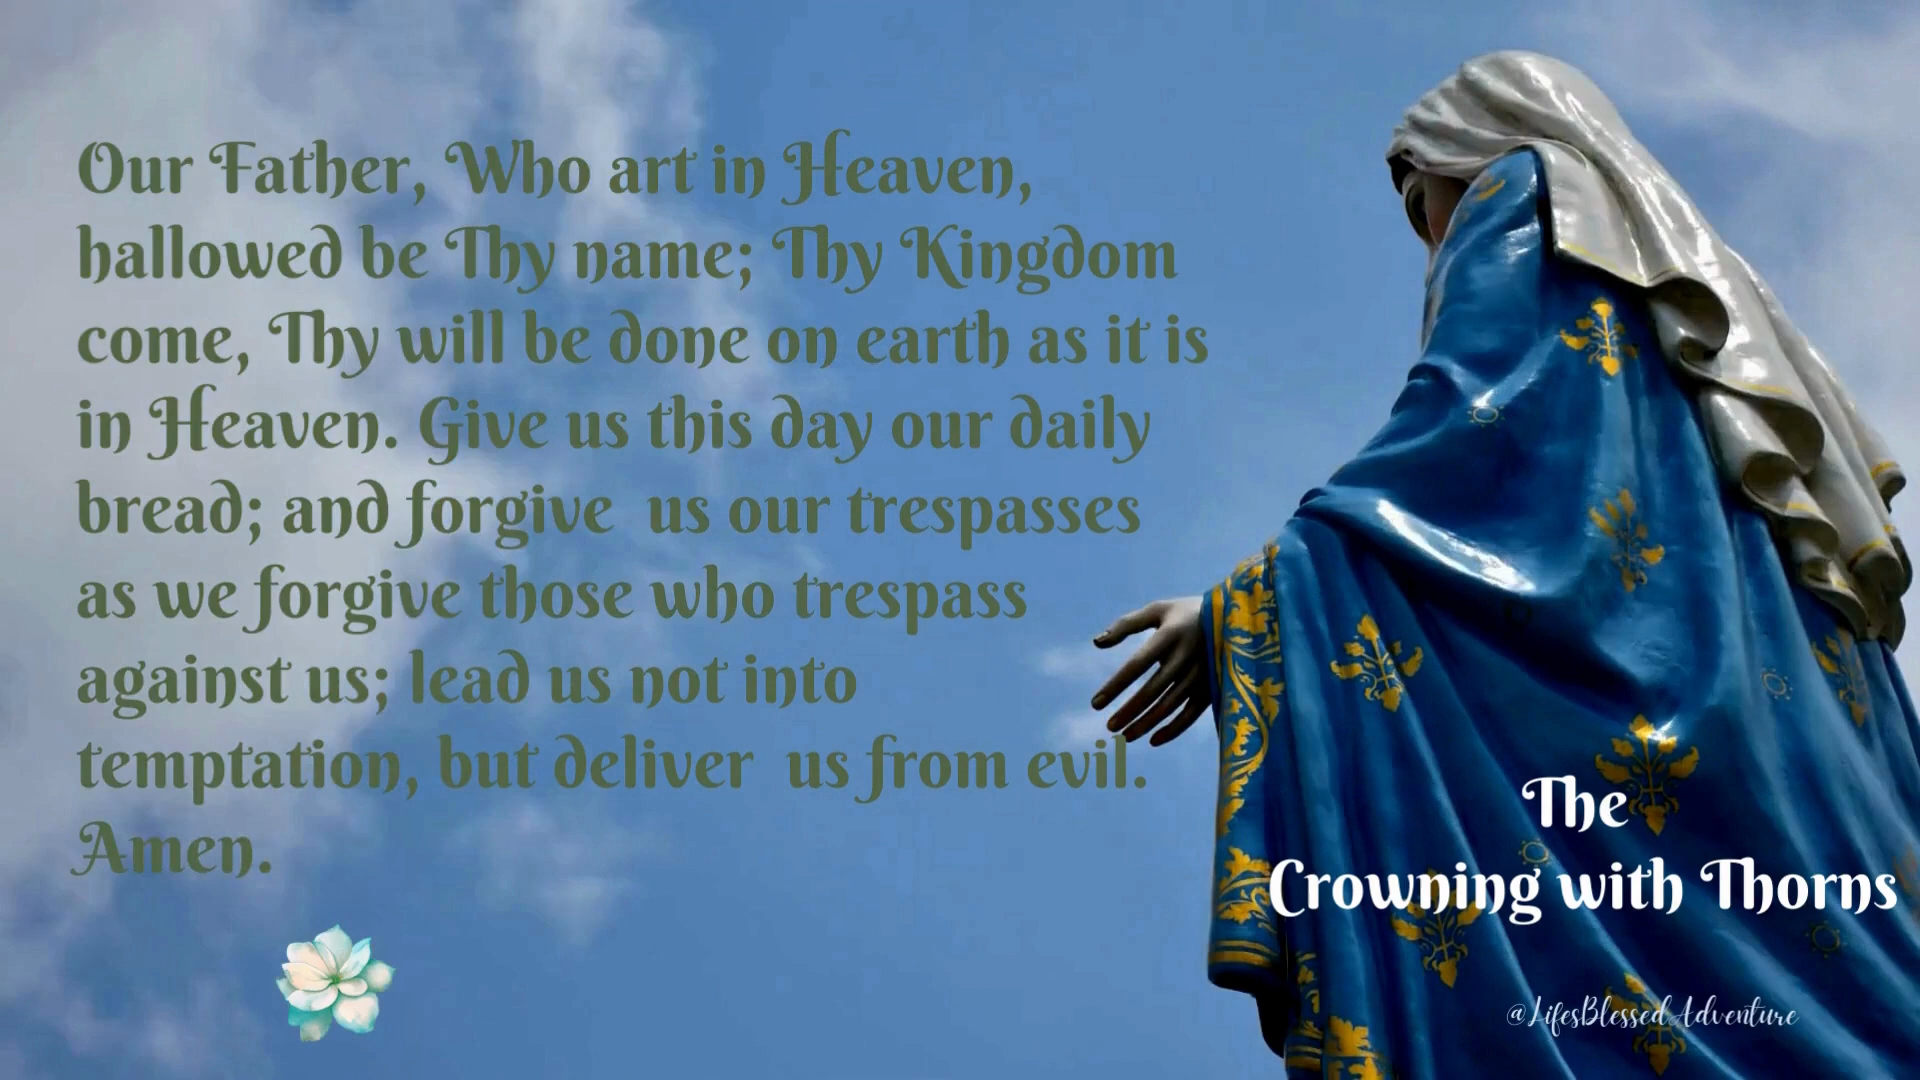 Our Father, Who art in Heaven,
hallowed be Thy name; Thy Kingdom
come, Thy will be done on earth as it is
in Heaven. Give us this day our daily
bread; and forgive  us our trespasses
as we forgive those who trespass
against us; lead us not into
temptation, but deliver  us from evil.
Amen.
The
Crowning with Thorns
@LifesBlessedAdventure